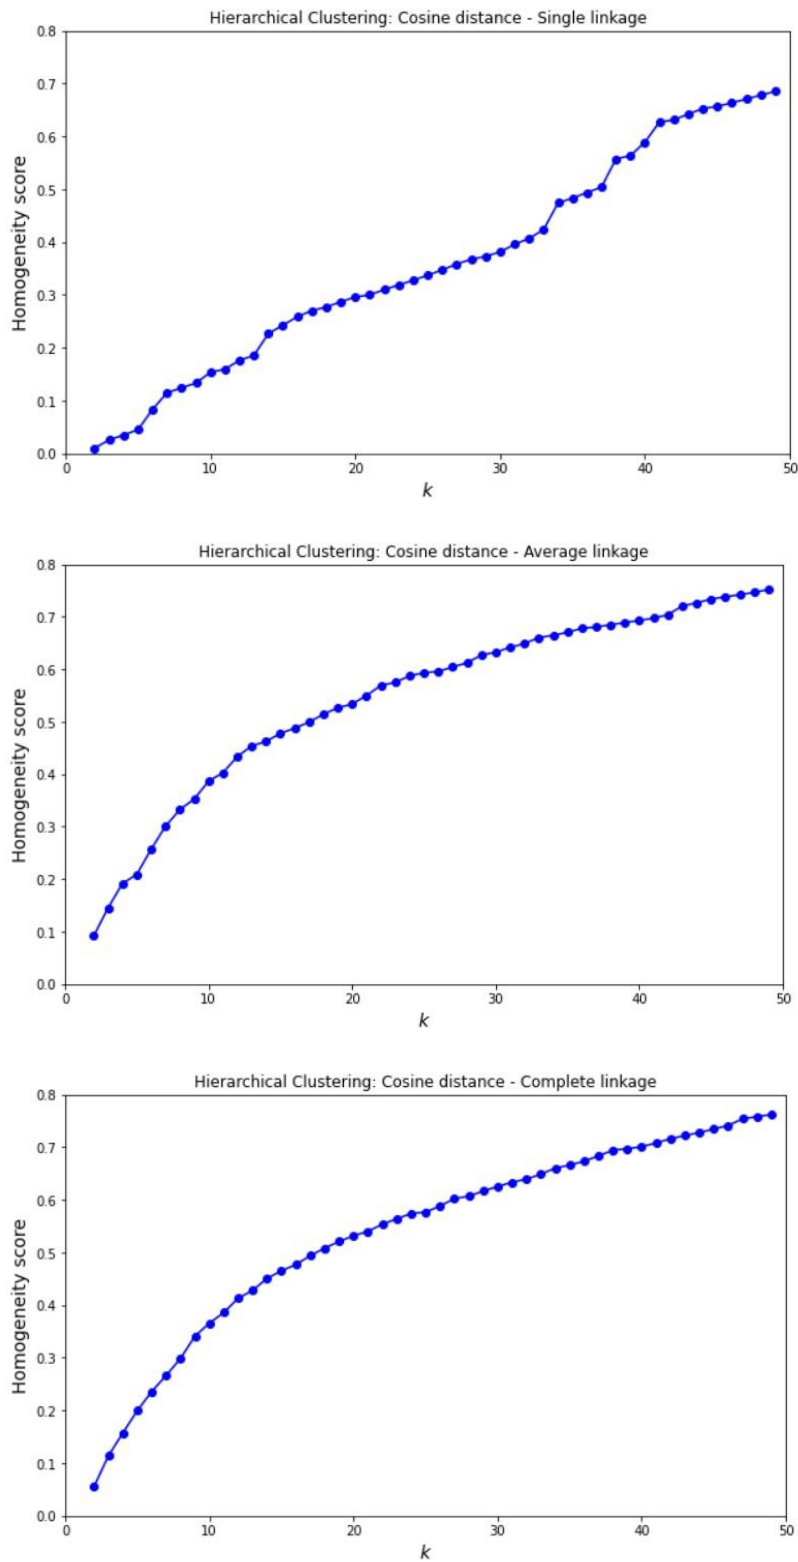 Hierarchical Clustering: Cosine distance - Single linkage
0.8
0.7
0.6
0.5
0.4
0.3
0.2
0.1
0.0
Homogeneity score
0 10 20 30 40 50
k
Hierarchical Clustering: Cosine distance - Average linkage
0.8
0.7
0.6
0.5
0.4
0.3
0.2
0.1
0.0
Homogeneity score
0 10 20 30 40 50
k
Hierarchical Clustering: Cosine distance - Complete linkage
0.8
0.7
0.6
0.5
0.4
0.3
0.2
0.1
0.0
Homogeneity score
0 10 20 30 40 50
k